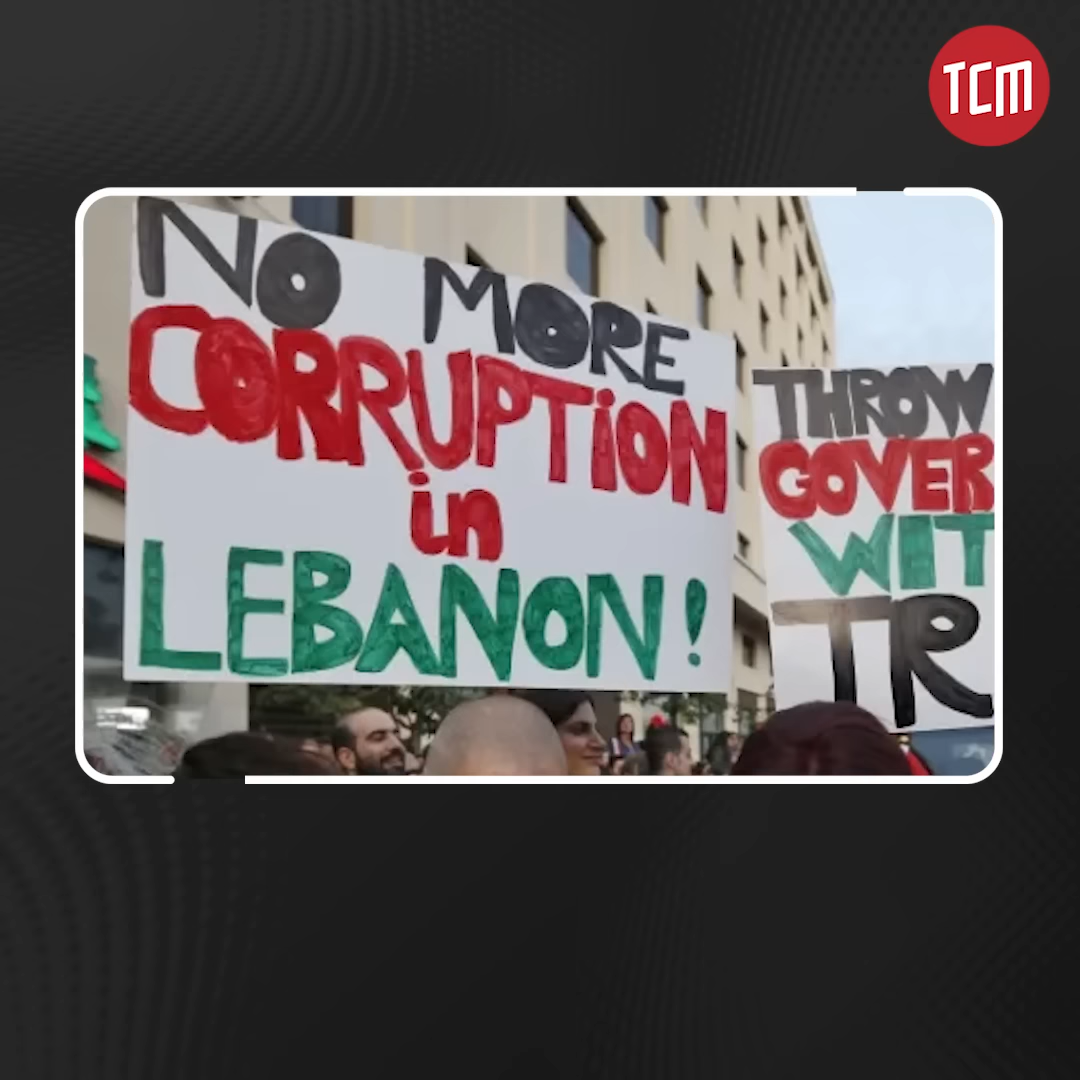 TCM
NO MORE
CORRUPTiON
in
LEBANON!
THROW
GOVER
WIT
TR